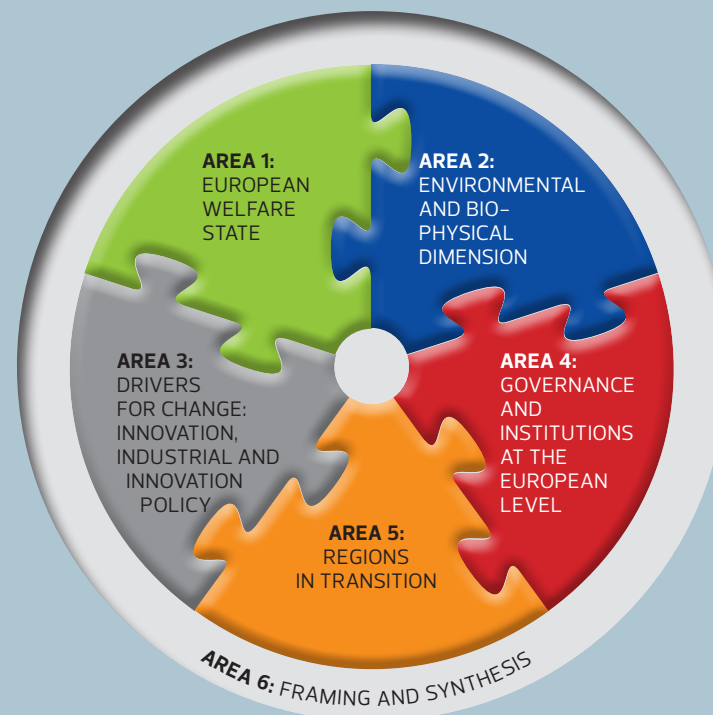 AREA 1:
EUROPEAN
WELFARE
STATE
AREA 2:
ENVIRONMENTAL
AND BIO-
PHYSICAL
DIMENSION
AREA 3:
DRIVERS
FOR CHANGE:
INNOVATION,
INDUSTRIAL AND
INNOVATION
POLICY
AREA 4:
GOVERNANCE
AND
INSTITUTIONS
AT THE
EUROPEAN
LEVEL
AREA 5:
REGIONS
IN TRANSITION
AREA 6: FRAMING AND SYNTHESIS